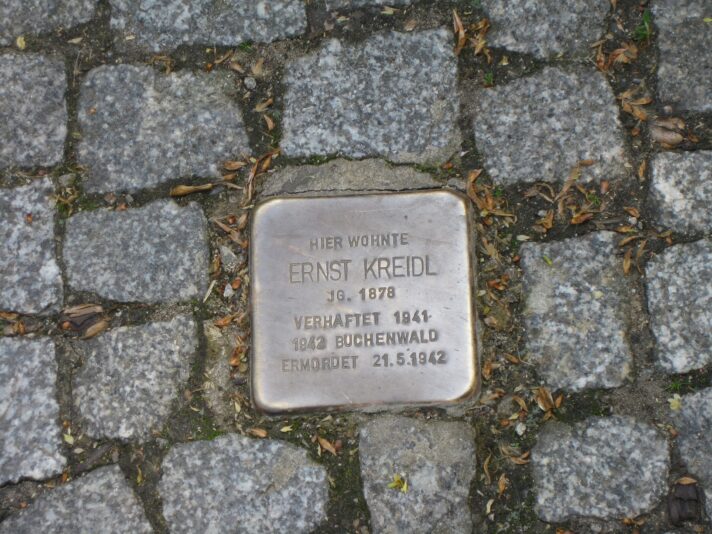 HIER WOHNTE
ERNST KREIDL
JG. 1878
VERHAFTET 1941
1942 BUCHENWALD
ERMORDET 21.5.1942